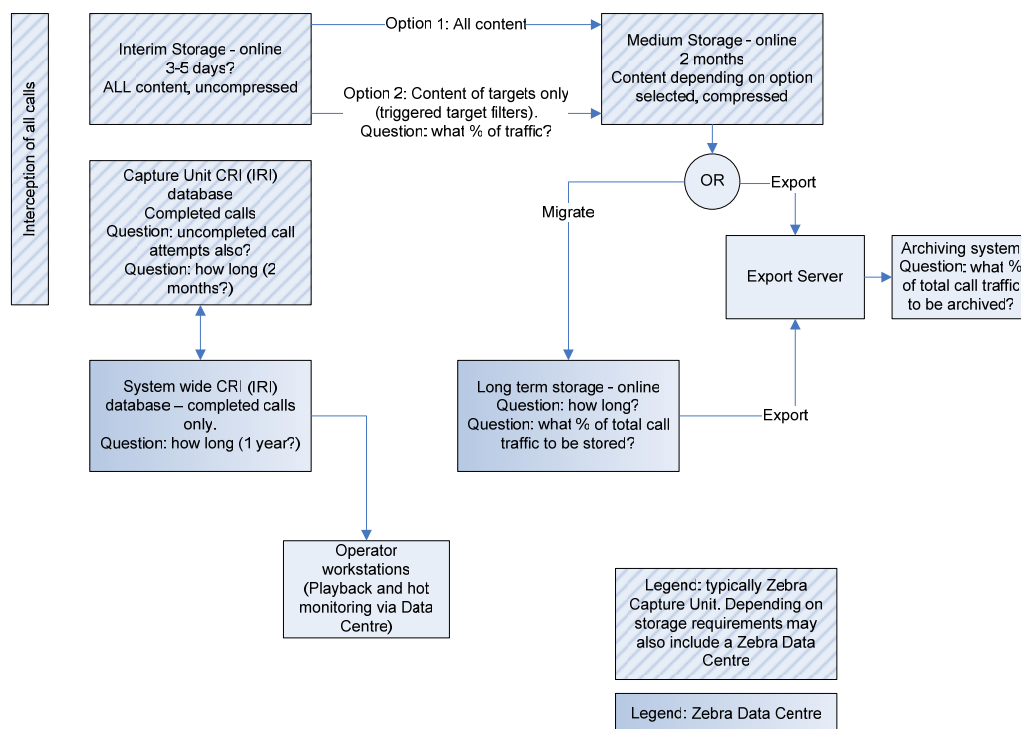 Interception of all calls
Interim Storage - online
3-5 days?
ALL content, uncompressed
Option 1: All content
Option 2: Content of targets only
(triggered target filters).
Question: what % of traffic?
Medium Storage - online
2 months
Content depending on option
selected, compressed
OR
Export
Migrate
Capture Unit CRI (IRI)
database
Completed calls
Question: uncompleted call
attempts also?
Question: how long (2
months?)
Export Server
Archiving system
Question: what %
of total call traffic
to be archived?
System wide CRI (IRI)
database – completed calls
only.
Question: how long (1 year?)
Long term storage - online
Question: how long?
Question: what % of total call
traffic to be stored?
Export
Operator
workstations
(Playback and hot
monitoring via Data
Centre)
Legend: typically Zebra
Capture Unit. Depending on
storage requirements may
also include a Zebra Data
Centre
Legend: Zebra Data Centre